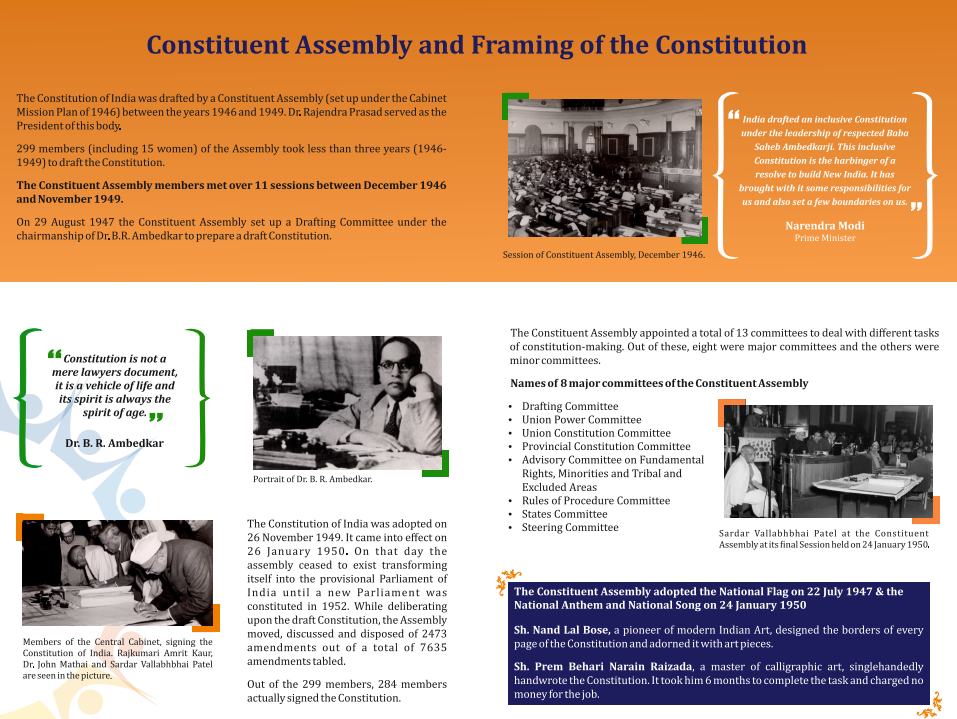 Constituent Assembly and Framing of the Constitution
The Constitution of India was drafted by a Constituent Assembly (set up under the Cabinet
Mission Plan of 1946) between the years 1946 and 1949. Dr. Rajendra Prasad served as the
President of this body.
299 members (including 15 women) of the Assembly took less than three years (1946-
1949) to draft the Constitution.
The Constituent Assembly members met over 11 sessions between December 1946
and November 1949.
On 29 August 1947 the Constituent Assembly set up a Drafting Committee under the
chairmanship of Dr. B.R. Ambedkar to prepare a draft Constitution.
Session of Constituent Assembly, December 1946.
“ India drafted an inclusive Constitution
under the leadership of respected Baba
Saheb Ambedkarji. This inclusive
Constitution is the harbinger of a
resolve to build New India. It has
brought with it some responsibilities for
us and also set a few boundaries on us. ”
Narendra Modi
Prime Minister
“ Constitution is not a
mere lawyers document,
it is a vehicle of life and
its spirit is always the
spirit of age. ”
Dr. B. R. Ambedkar
Portrait of Dr. B. R. Ambedkar.
Members of the Central Cabinet, signing the
Constitution of India. Rajkumari Amrit Kaur,
Dr. John Mathai and Sardar Vallabhbhai Patel
are seen in the picture.
The Constitution of India was adopted on
26 November 1949. It came into effect on
26 January 1950. On that day the
assembly ceased to exist transforming
itself into the provisional Parliament of
India until a new Parliament was
constituted in 1952. While deliberating
upon the draft Constitution, the Assembly
moved, discussed and disposed of 2473
amendments out of a total of 7635
amendments tabled.
Out of the 299 members, 284 members
actually signed the Constitution.
The Constituent Assembly appointed a total of 13 committees to deal with different tasks
of constitution-making. Out of these, eight were major committees and the others were
minor committees.
Names of 8 major committees of the Constituent Assembly
• Drafting Committee
• Union Power Committee
• Union Constitution Committee
• Provincial Constitution Committee
• Advisory Committee on Fundamental
Rights, Minorities and Tribal and
Excluded Areas
• Rules of Procedure Committee
• States Committee
• Steering Committee
Sardar Vallabhbhai Patel at the Constituent
Assembly at its final Session held on 24 January 1950.
The Constituent Assembly adopted the National Flag on 22 July 1947 & the
National Anthem and National Song on 24 January 1950
Sh. Nand Lal Bose, a pioneer of modern Indian Art, designed the borders of every
page of the Constitution and adorned it with art pieces.
Sh. Prem Behari Narain Raizada, a master of calligraphic art, singlehandedly
handwrote the Constitution. It took him 6 months to complete the task and charged no
money for the job.